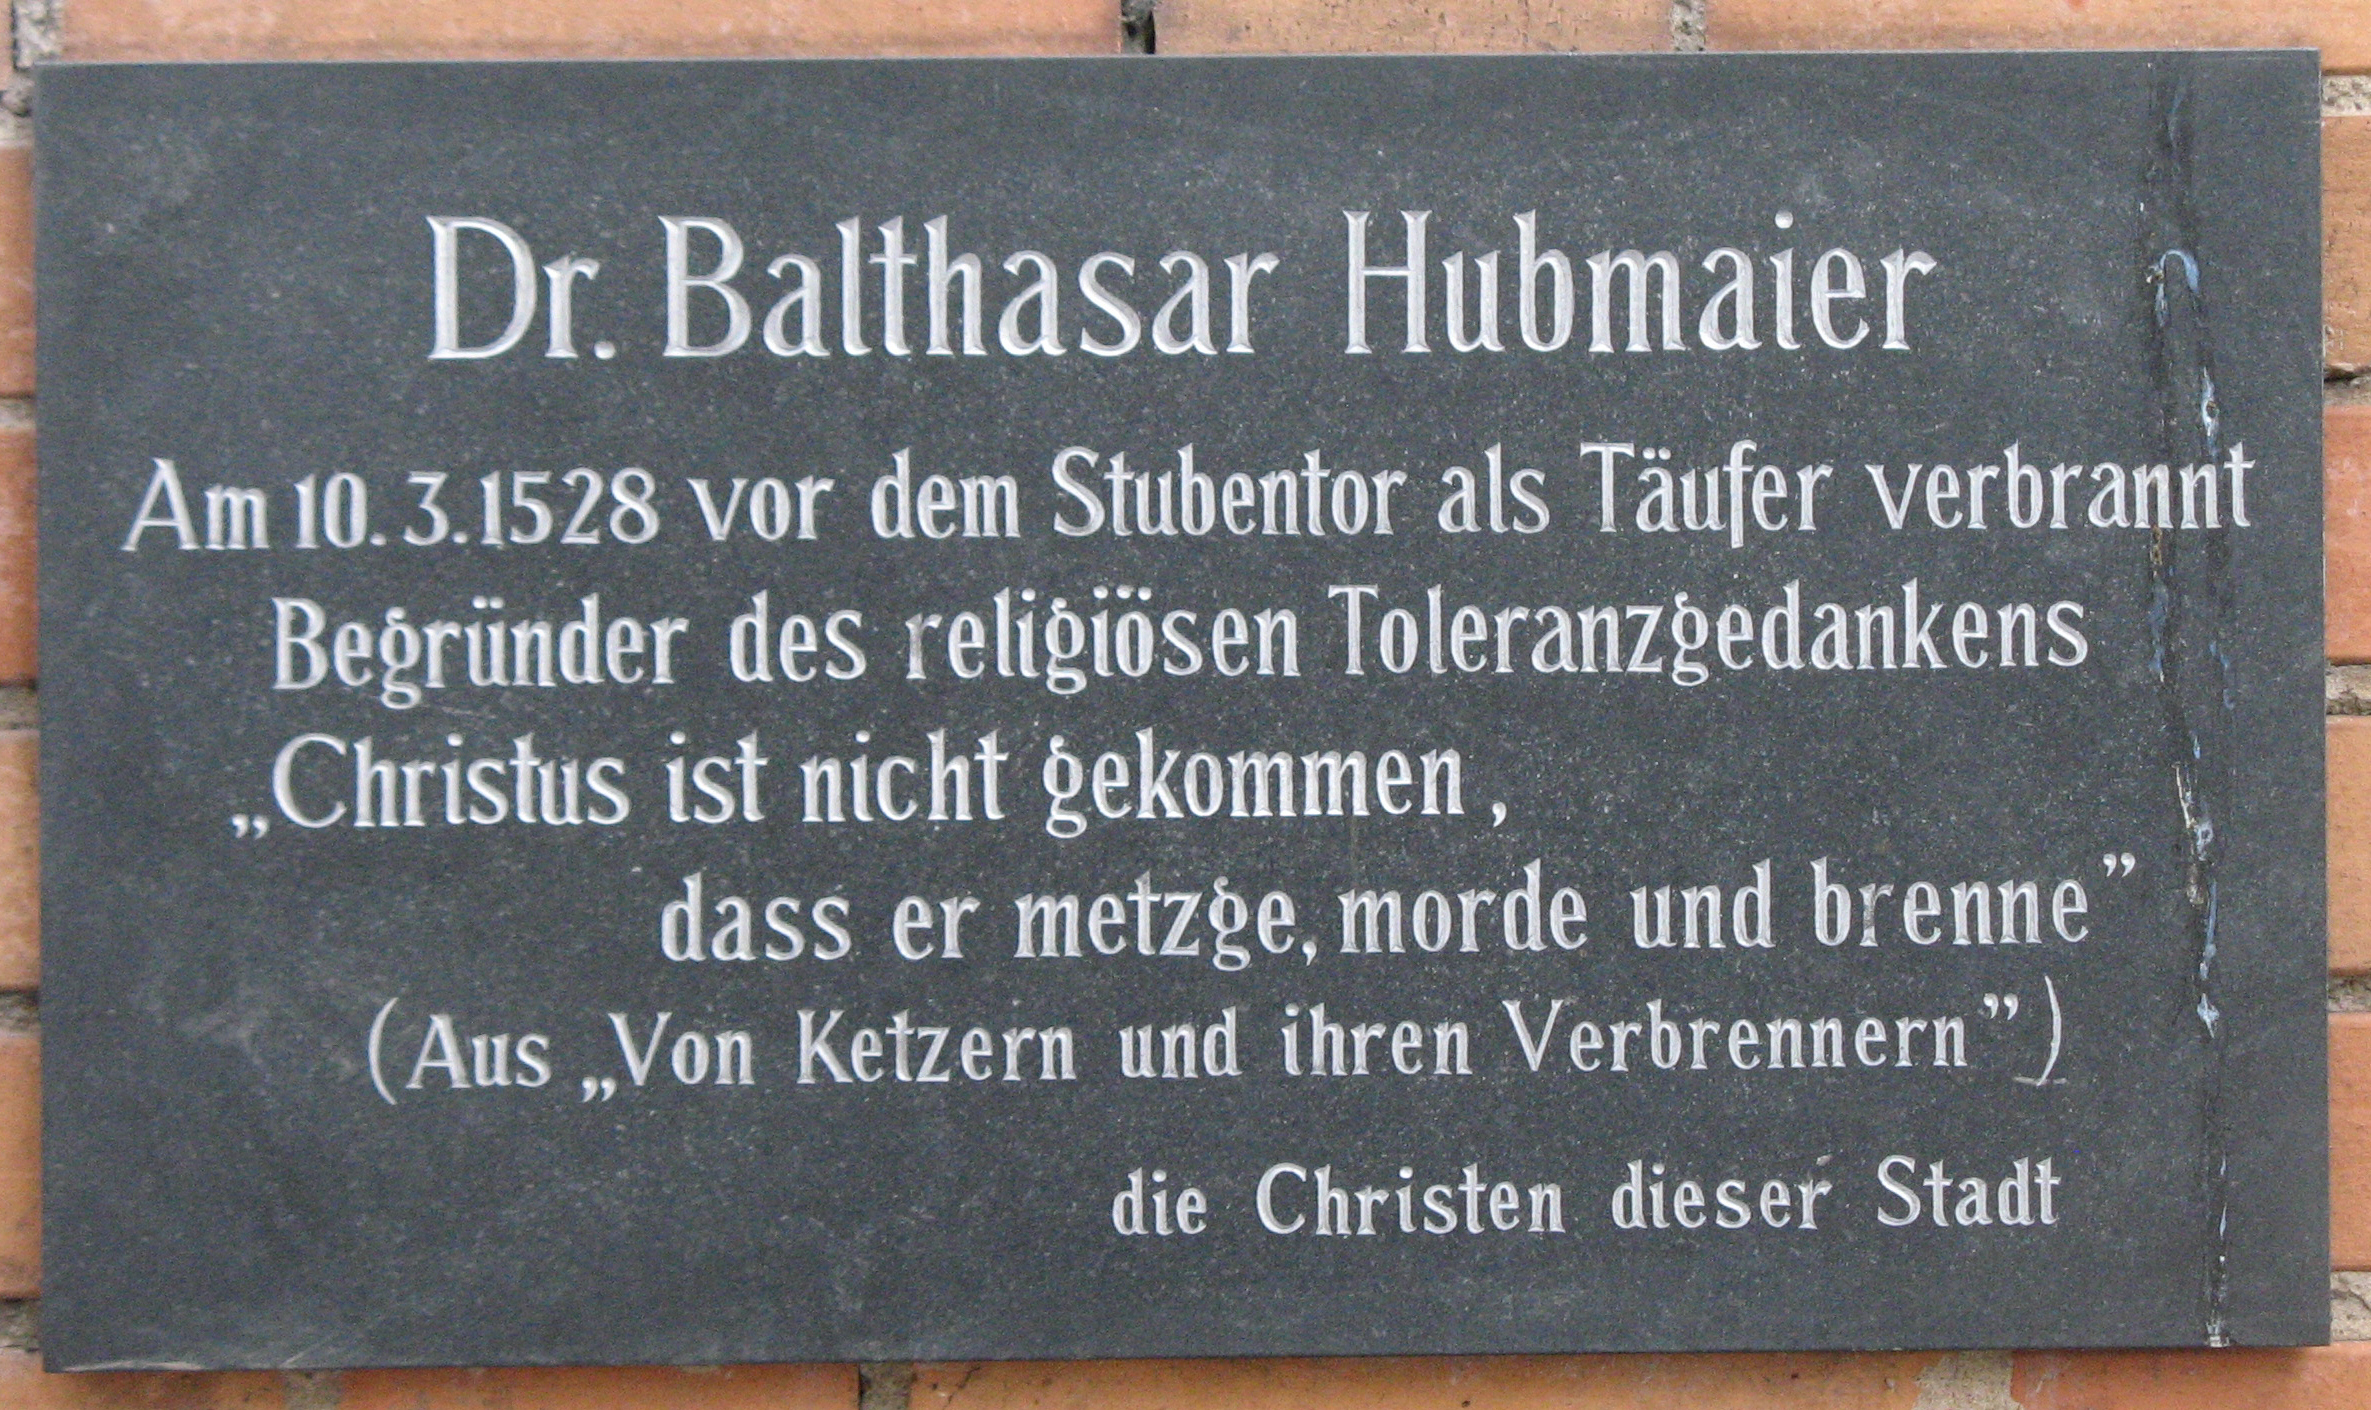 Dr. Balthasar Hubmaier
Am 10.3.1528 vor dem Stubentor als Täufer verbrannt
Begründer des religiösen Toleranzgedankens
„Christus ist nicht gekommen,
dass er metzge, morde und brenne”
(Aus „Von Ketzern und ihren Verbrennern”)
die Christen dieser Stadt